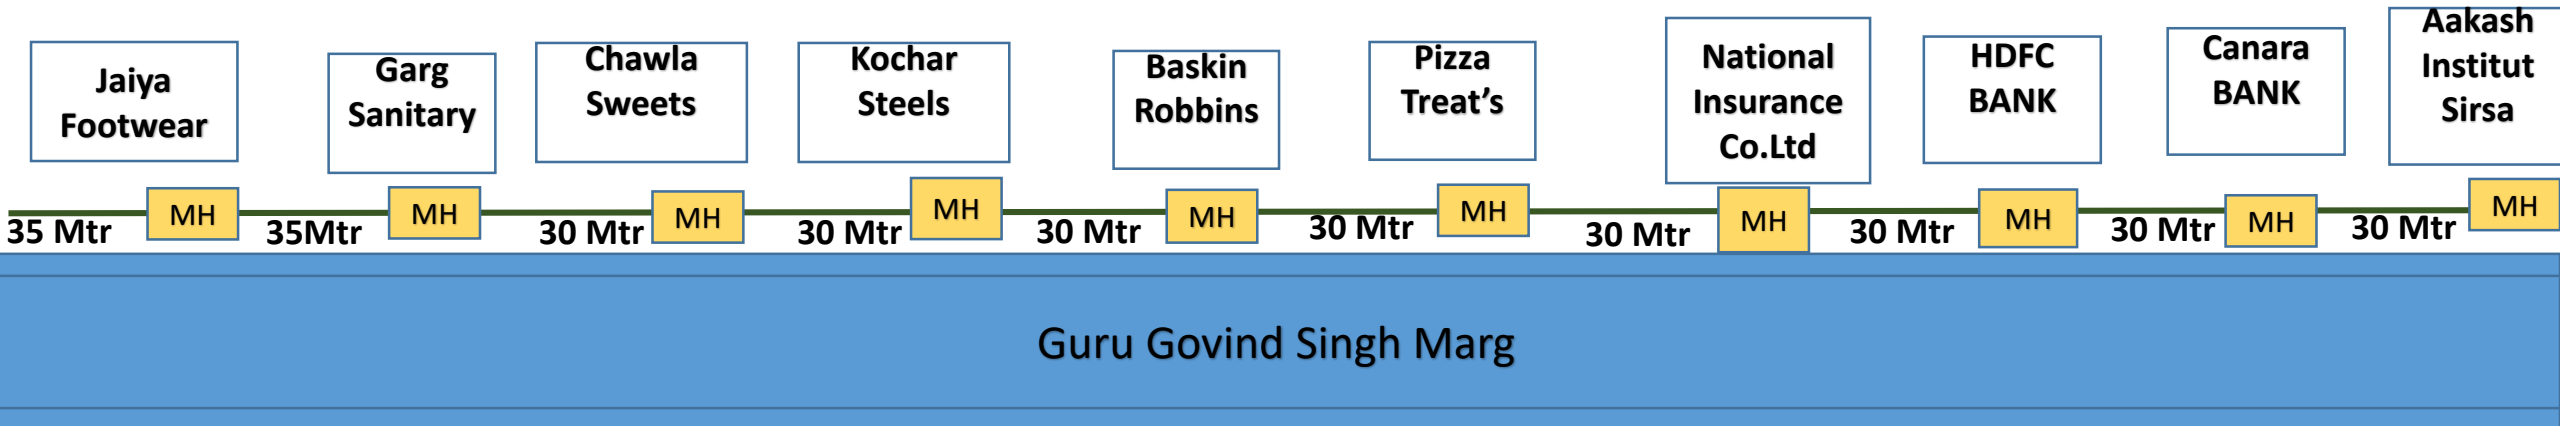 Jaiya
Footwear
Garg
Sanitary
Chawla
Sweets
Kochar
Steels
Baskin
Robbins
Pizza
Treat's
National
Insurance
Co.Ltd
HDFC
BANK
Canara
BANK
Aakash
Institut
Sirsa
35 Mtr
MH
35Mtr
MH
30 Mtr
MH
30 Mtr
MH
30 Mtr
MH
30 Mtr
MH
30 Mtr
MH
30 Mtr
MH
30 Mtr
MH
30 Mtr
MH
Guru Govind Singh Marg